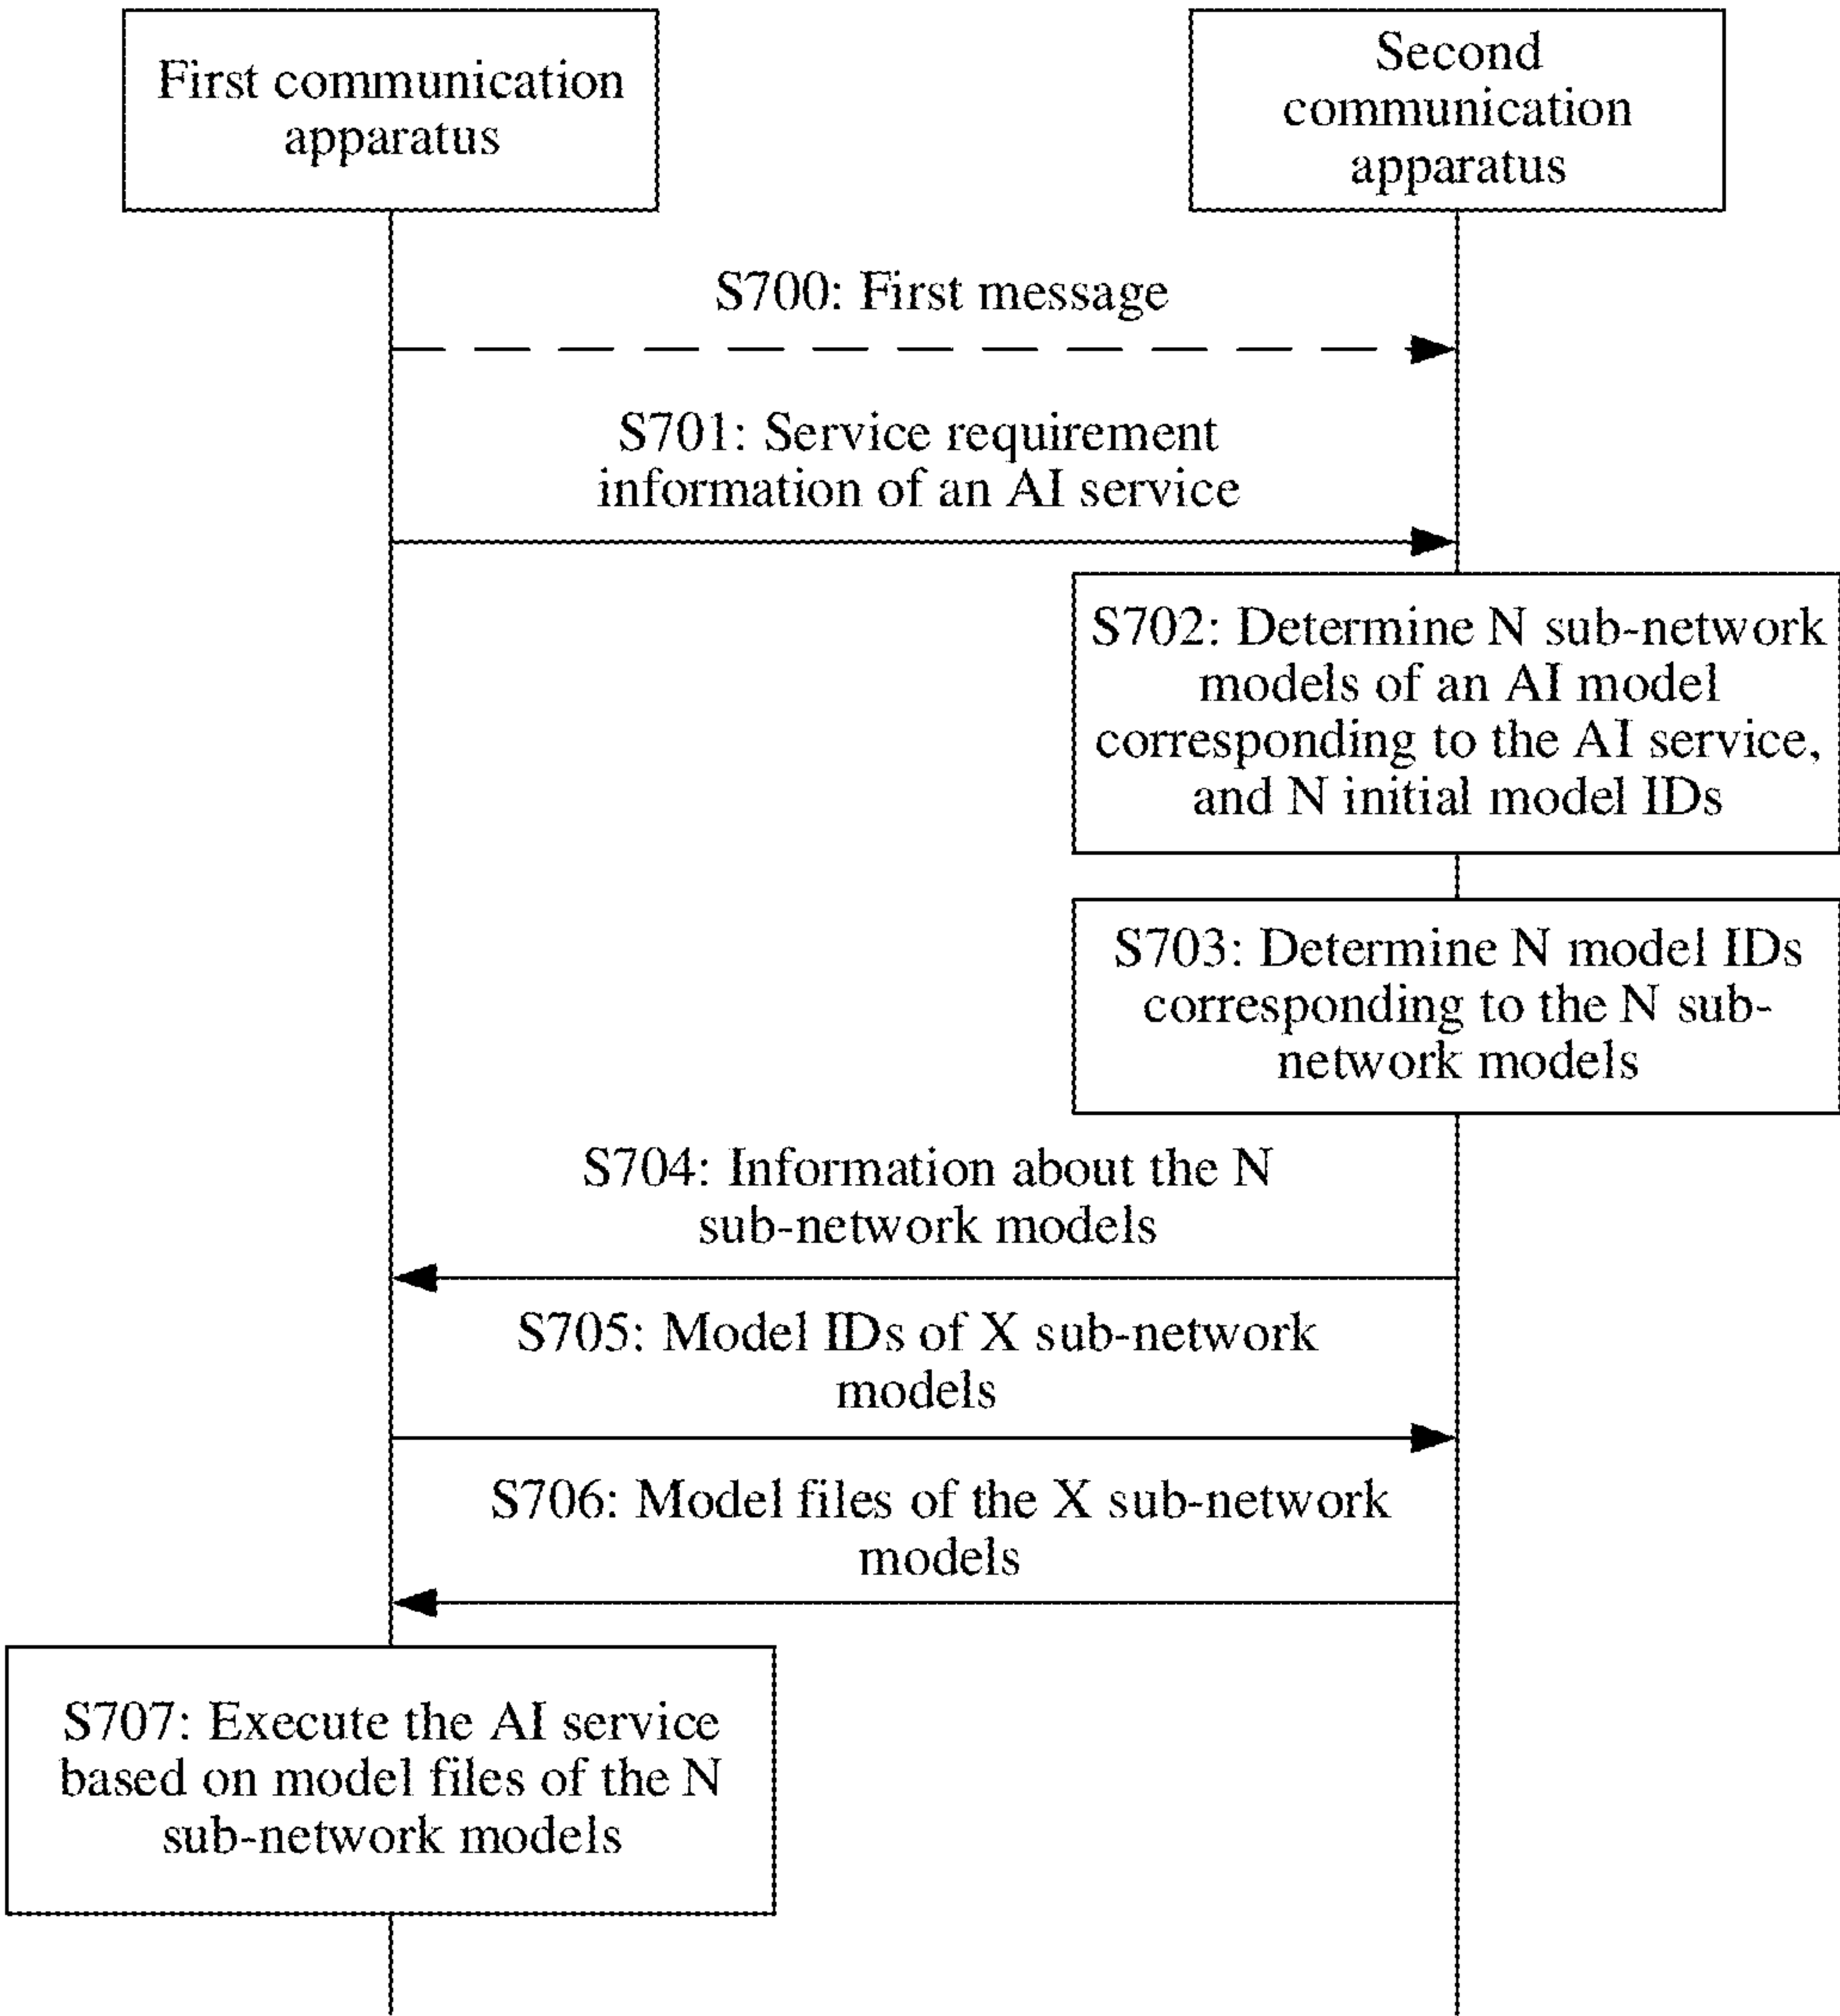 First communication
apparatus
Second
communication
apparatus
S700: First message
S701: Service requirement
information of an AI service
S702: Determine N sub-network
models of an AI model
corresponding to the AI service,
and N initial model IDs
S703: Determine N model IDs
corresponding to the N sub-
network models
S704: Information about the N
sub-network models
S705: Model IDs of X sub-network
models
S706: Model files of the X sub-network
models
S707: Execute the AI service
based on model files of the N
sub-network models